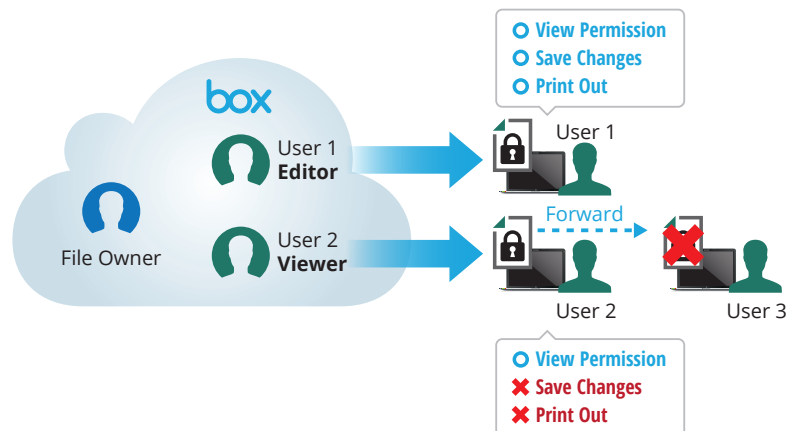 View Permission
Save Changes
Print Out
box
User 1
Editor
User 1
File Owner
User 2
Viewer
Forward
User 2
User 3
View Permission
Save Changes
Print Out